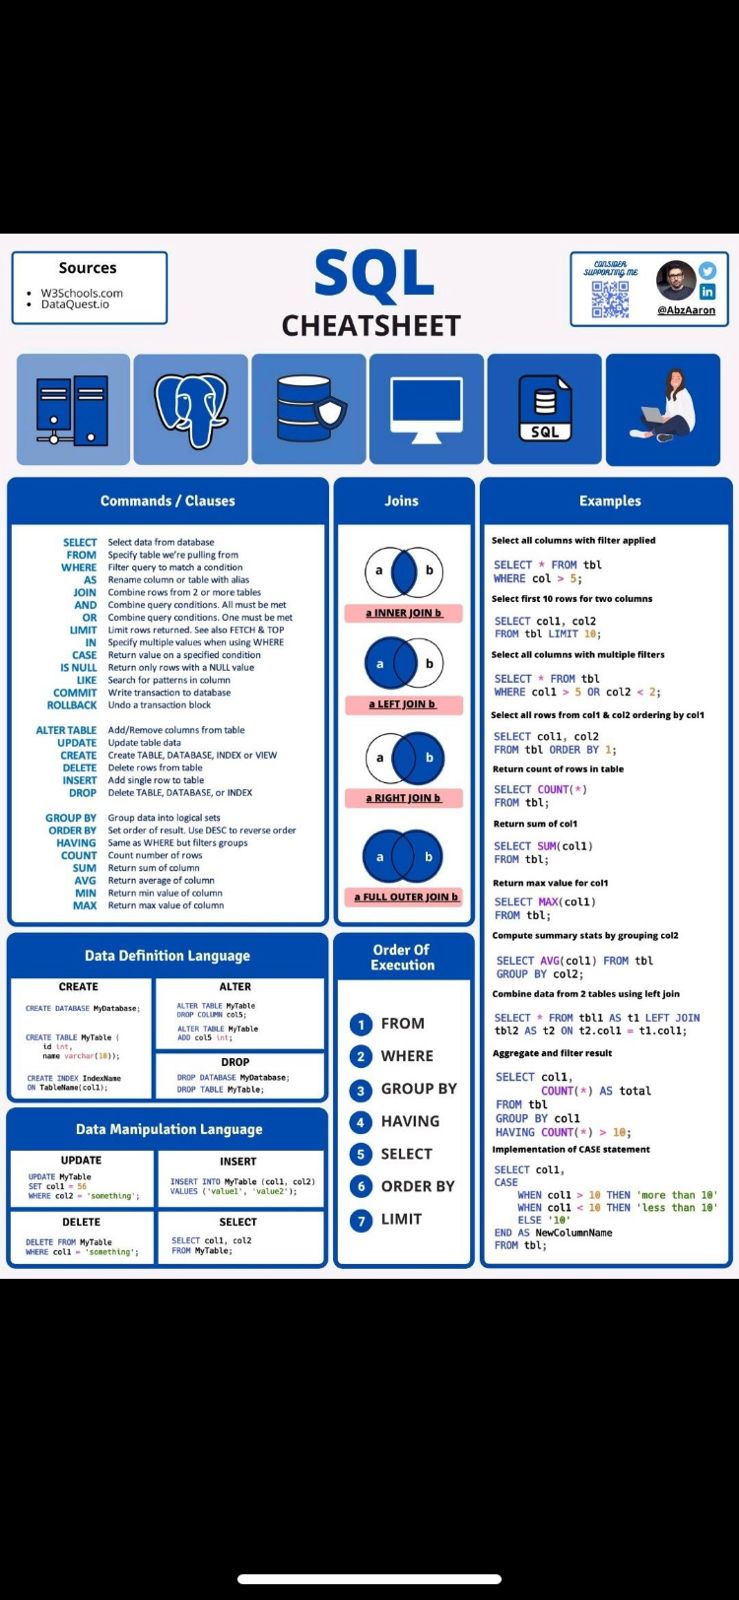 Sources
• W3Schools.com
• DataQuest.io
SQL
CHEATSHEET
CONSIDER
SUPPORTING ME
in
@AbzAaron
SQL
Commands / Clauses
SELECT Select data from database
FROM Specify table we're pulling from
WHERE Filter query to match a condition
AS Rename column or table with alias
JOIN Combine rows from 2 or more tables
AND Combine query conditions. All must be met
OR Combine query conditions. One must be met
LIMIT Limit rows returned. See also FETCH & TOP
IN Specify multiple values when using WHERE
CASE Return value on a specified condition
IS NULL Return only rows with a NULL value
LIKE Search for patterns in column
COMMIT Write transaction to database
ROLLBACK Undo a transaction block
ALTER TABLE Add/Remove columns from table
UPDATE Update table data
CREATE Create TABLE, DATABASE, INDEX or VIEW
DELETE Delete rows from table
INSERT Add single row to table
DROP Delete TABLE, DATABASE, or INDEX
GROUP BY Group data into logical sets
ORDER BY Set order of result. Use DESC to reverse order
HAVING Same as WHERE but filters groups
COUNT Count number of rows
SUM Return sum of column
AVG Return average of column
MIN Return min value of column
MAX Return max value of column
Joins
a b
a INNER JOIN b
a b
a LEFT JOIN b
a b
a RIGHT JOIN b
a b
a FULL OUTER JOIN b
Examples
Select all columns with filter applied
SELECT * FROM tbl
WHERE col > 5;
Select first 10 rows for two columns
SELECT col1, col2
FROM tbl LIMIT 10;
Select all columns with multiple filters
SELECT * FROM tbl
WHERE col1 > 5 OR col2 < 2;
Select all rows from col1 & col2 ordering by col1
SELECT col1, col2
FROM tbl ORDER BY 1;
Return count of rows in table
SELECT COUNT(*)
FROM tbl;
Return sum of col1
SELECT SUM(col1)
FROM tbl;
Return max value for col1
SELECT MAX(col1)
FROM tbl;
Compute summary stats by grouping col2
SELECT AVG(col1) FROM tbl
GROUP BY col2;
Combine data from 2 tables using left join
SELECT * FROM tbl1 AS t1 LEFT JOIN
tbl2 AS t2 ON t2.col1 = t1.col1;
Aggregate and filter result
SELECT col1,
COUNT(*) AS total
FROM tbl
GROUP BY col1
HAVING COUNT(*) > 10;
Implementation of CASE statement
SELECT col1,
CASE
WHEN col1 > 10 THEN 'more than 10'
WHEN col1 < 10 THEN 'less than 10'
ELSE '10'
END AS NewColumnName
FROM tbl;
Data Definition Language
CREATE
CREATE DATABASE MyDatabase;
CREATE TABLE MyTable (
id int,
name varchar(10));
CREATE INDEX IndexName
ON TableName(col1);
ALTER
ALTER TABLE MyTable
DROP COLUMN col5;
ALTER TABLE MyTable
ADD col5 int;
DROP
DROP DATABASE MyDatabase;
DROP TABLE MyTable;
Data Manipulation Language
UPDATE
UPDATE MyTable
SET col1 = 56
WHERE col2 = 'something';
INSERT
INSERT INTO MyTable (col1, col2)
VALUES ('value1', 'value2');
DELETE
DELETE FROM MyTable
WHERE col1 = 'something';
SELECT
SELECT col1, col2
FROM MyTable;
Order Of
Execution
1 FROM
2 WHERE
3 GROUP BY
4 HAVING
5 SELECT
6 ORDER BY
7 LIMIT